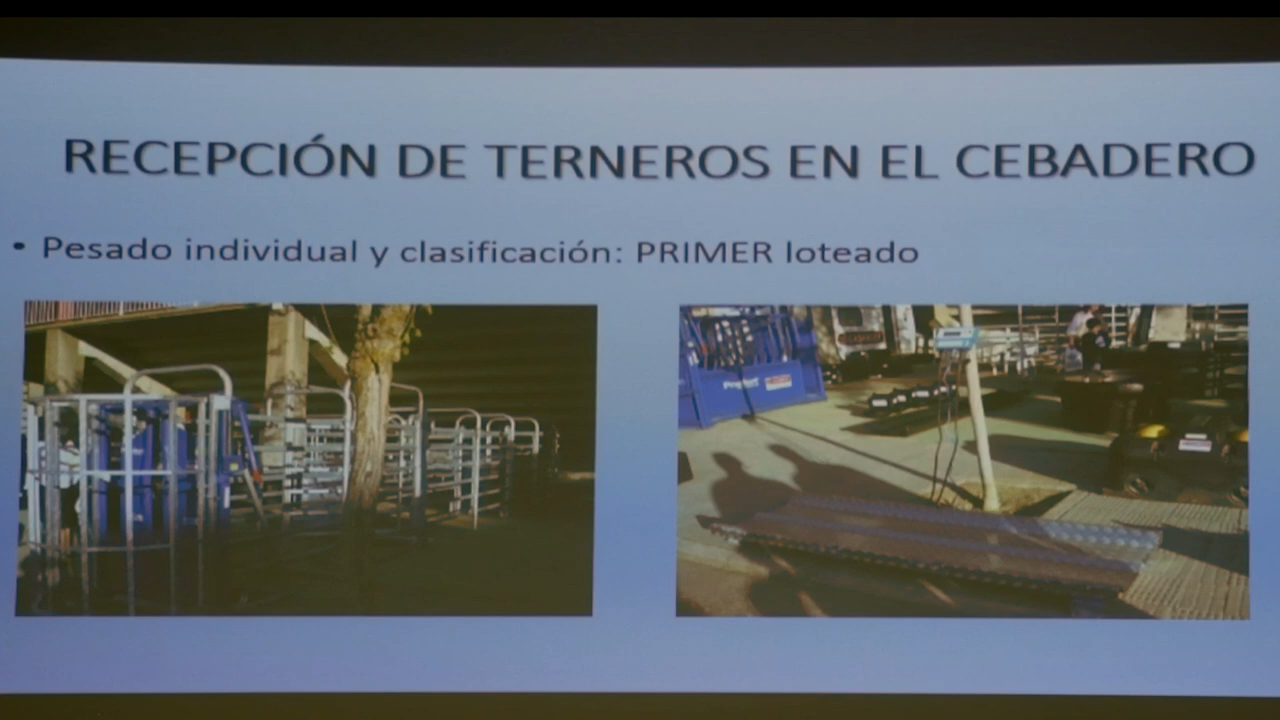 RECEPCIÓN DE TERNEROS EN EL CEBADERO
• Pesado individual y clasificación: PRIMER loteado